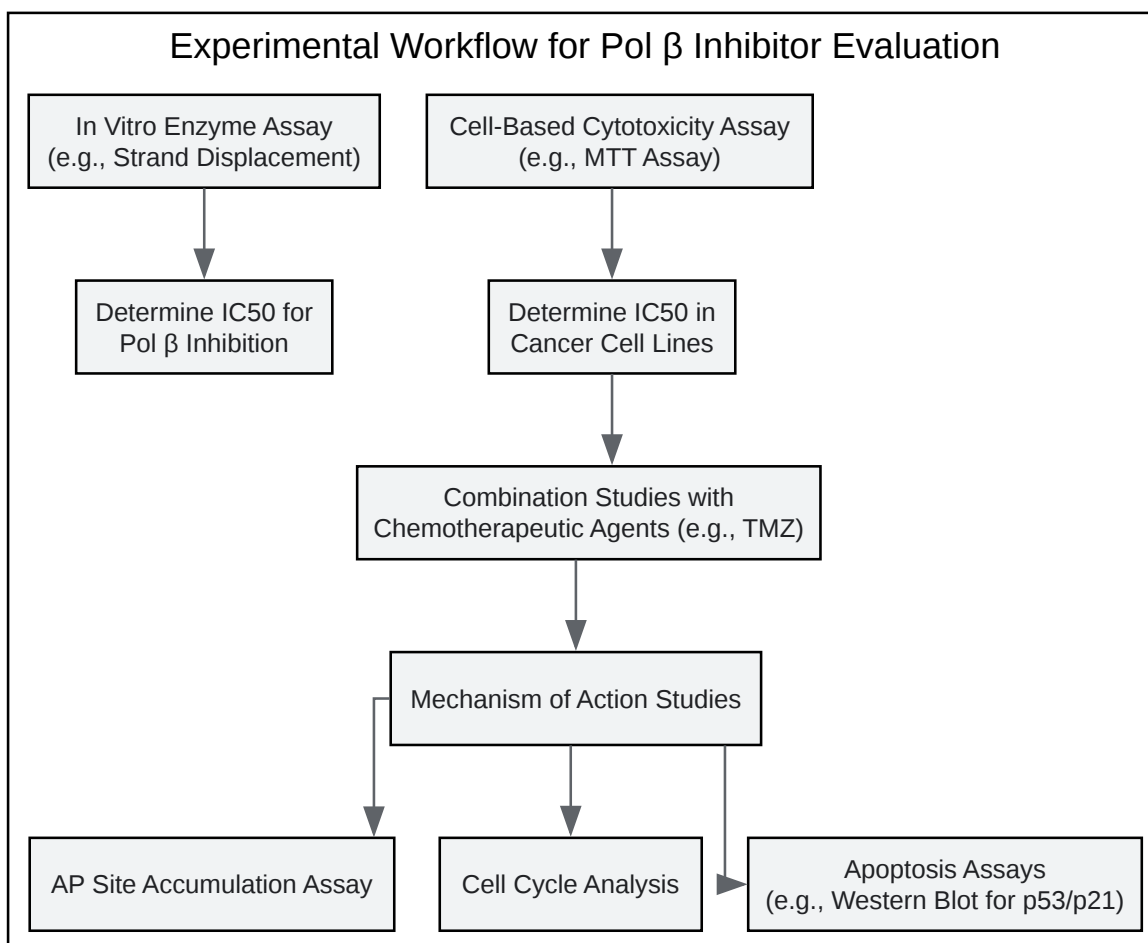 Experimental Workflow for Pol β Inhibitor Evaluation
In Vitro Enzyme Assay
(e.g., Strand Displacement)
Cell-Based Cytotoxicity Assay
(e.g., MTT Assay)
Determine IC50 for
Pol β Inhibition
Determine IC50 in
Cancer Cell Lines
Combination Studies with
Chemotherapeutic Agents (e.g., TMZ)
Mechanism of Action Studies
AP Site Accumulation Assay
Cell Cycle Analysis
Apoptosis Assays
(e.g., Western Blot for p53/p21)